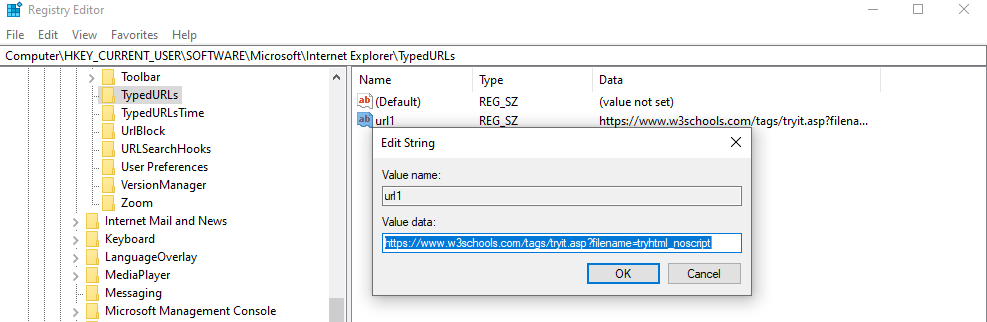 Registry Editor
File Edit View Favorites Help
Computer\HKEY_CURRENT_USER\SOFTWARE\Microsoft\Internet Explorer\TypedURLs
Toolbar
TypedURLs
TypedURLsTime
UrlBlock
URLSearchHooks
User Preferences
VersionManager
Zoom
Internet Mail and News
Keyboard
LanguageOverlay
MediaPlayer
Messaging
Microsoft Management Console
Name Type Data
ab (Default) REG_SZ (value not set)
ab url1 REG_SZ https://www.w3schools.com/tags/tryit.asp?filena...
Edit String
Value name:
url1
Value data:
https://www.w3schools.com/tags/tryit.asp?filename=tryhtml_noscript
OK Cancel